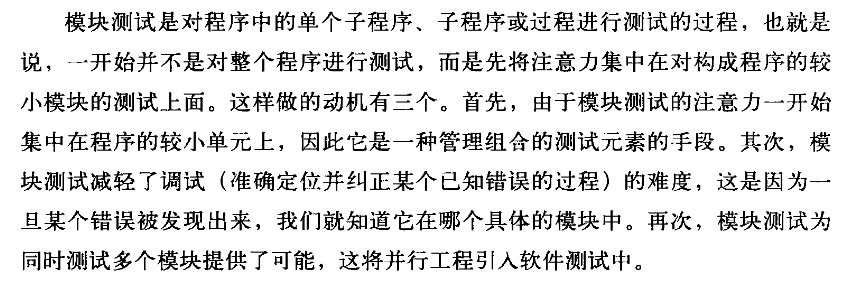 模块测试是对程序中的单个子程序、子程序或过程进行测试的过程，也就是
说，一开始并不是对整个程序进行测试，而是先将注意力集中在对构成程序的较
小模块的测试上面。这样做的动机有三个。首先，由于模块测试的注意力一开始
集中在程序的较小单元上，因此它是一种管理组合的测试元素的手段。其次，模
块测试减轻了调试（准确定位并纠正某个已知错误的过程）的难度，这是因为一
旦某个错误被发现出来，我们就知道它在哪个具体的模块中。再次，模块测试为
同时测试多个模块提供了可能，这将并行工程引入软件测试中。